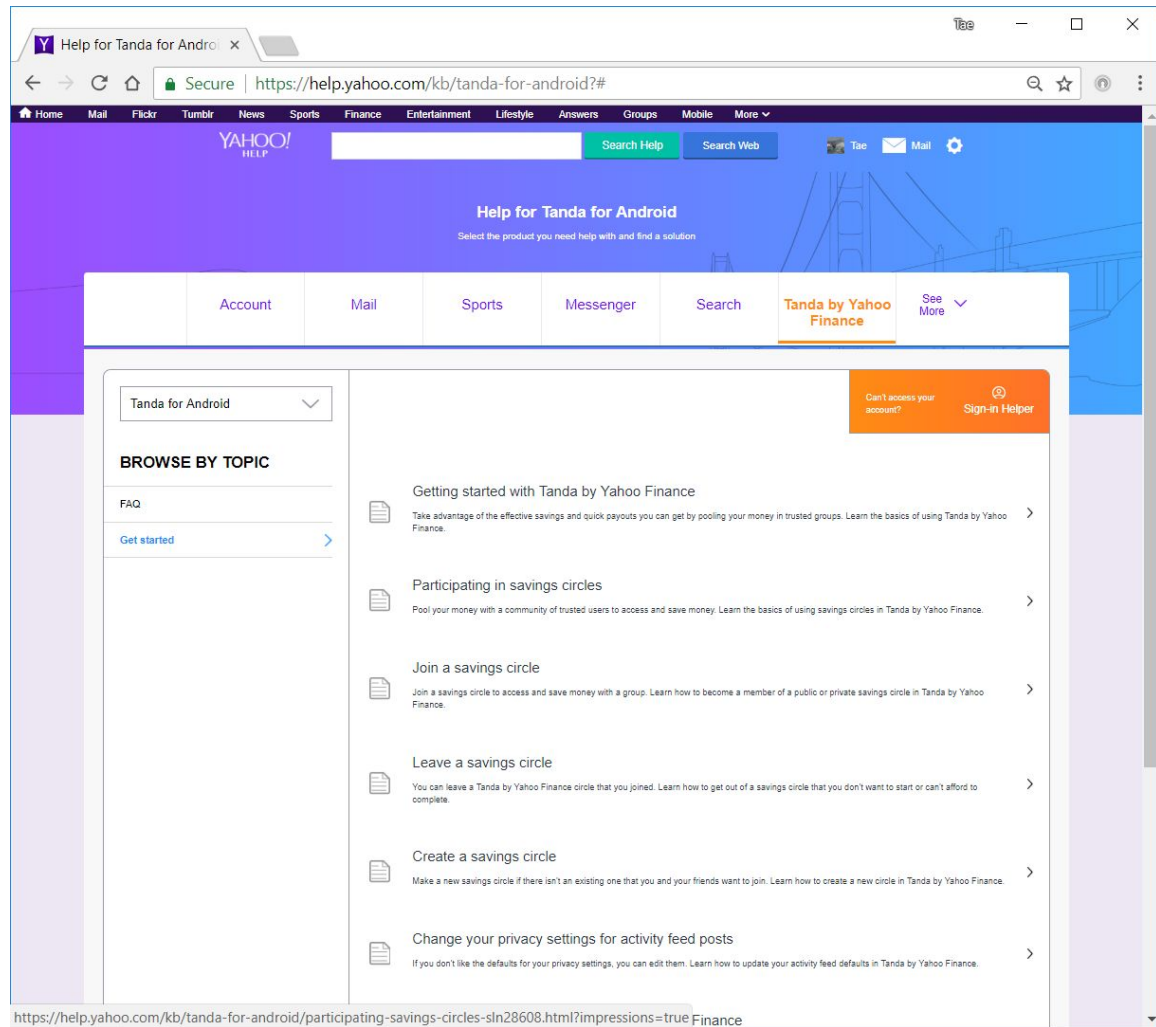 Tae
Help for Tanda for Androi
Secure https://help.yahoo.com/kb/tanda-for-android?#
Home Mail Flickr Tumblr News Sports Finance Entertainment Lifestyle Answers Groups Mobile More
YAHOO!
HELP
Search Help Search Web Tae Mail
Help for Tanda for Android
Select the product you need help with and find a solution
Account Mail Sports Messenger Search Tanda by Yahoo Finance See More
Tanda for Android
Can't access your account?
Sign-in Helper
BROWSE BY TOPIC
FAQ
Get started
Getting started with Tanda by Yahoo Finance
Take advantage of the effective savings and quick payouts you can get by pooling your money in trusted groups. Learn the basics of using Tanda by Yahoo
Finance.
Participating in savings circles
Pool your money with a community of trusted users to access and save money. Learn the basics of using savings circles in Tanda by Yahoo Finance.
Join a savings circle
Join a savings circle to access and save money with a group. Learn how to become a member of a public or private savings circle in Tanda by Yahoo
Finance.
Leave a savings circle
You can leave a Tanda by Yahoo Finance circle that you joined. Learn how to get out of a savings circle that you don't want to start or can't afford to
complete.
Create a savings circle
Make a new savings circle if there isn't an existing one that you and your friends want to join. Learn how to create a new circle in Tanda by Yahoo Finance.
Change your privacy settings for activity feed posts
If you don't like the defaults for your privacy settings, you can edit them. Learn how to update your activity feed defaults in Tanda by Yahoo Finance.
https://help.yahoo.com/kb/tanda-for-android/participating-savings-circles-sln28608.html?impressions=true Finance